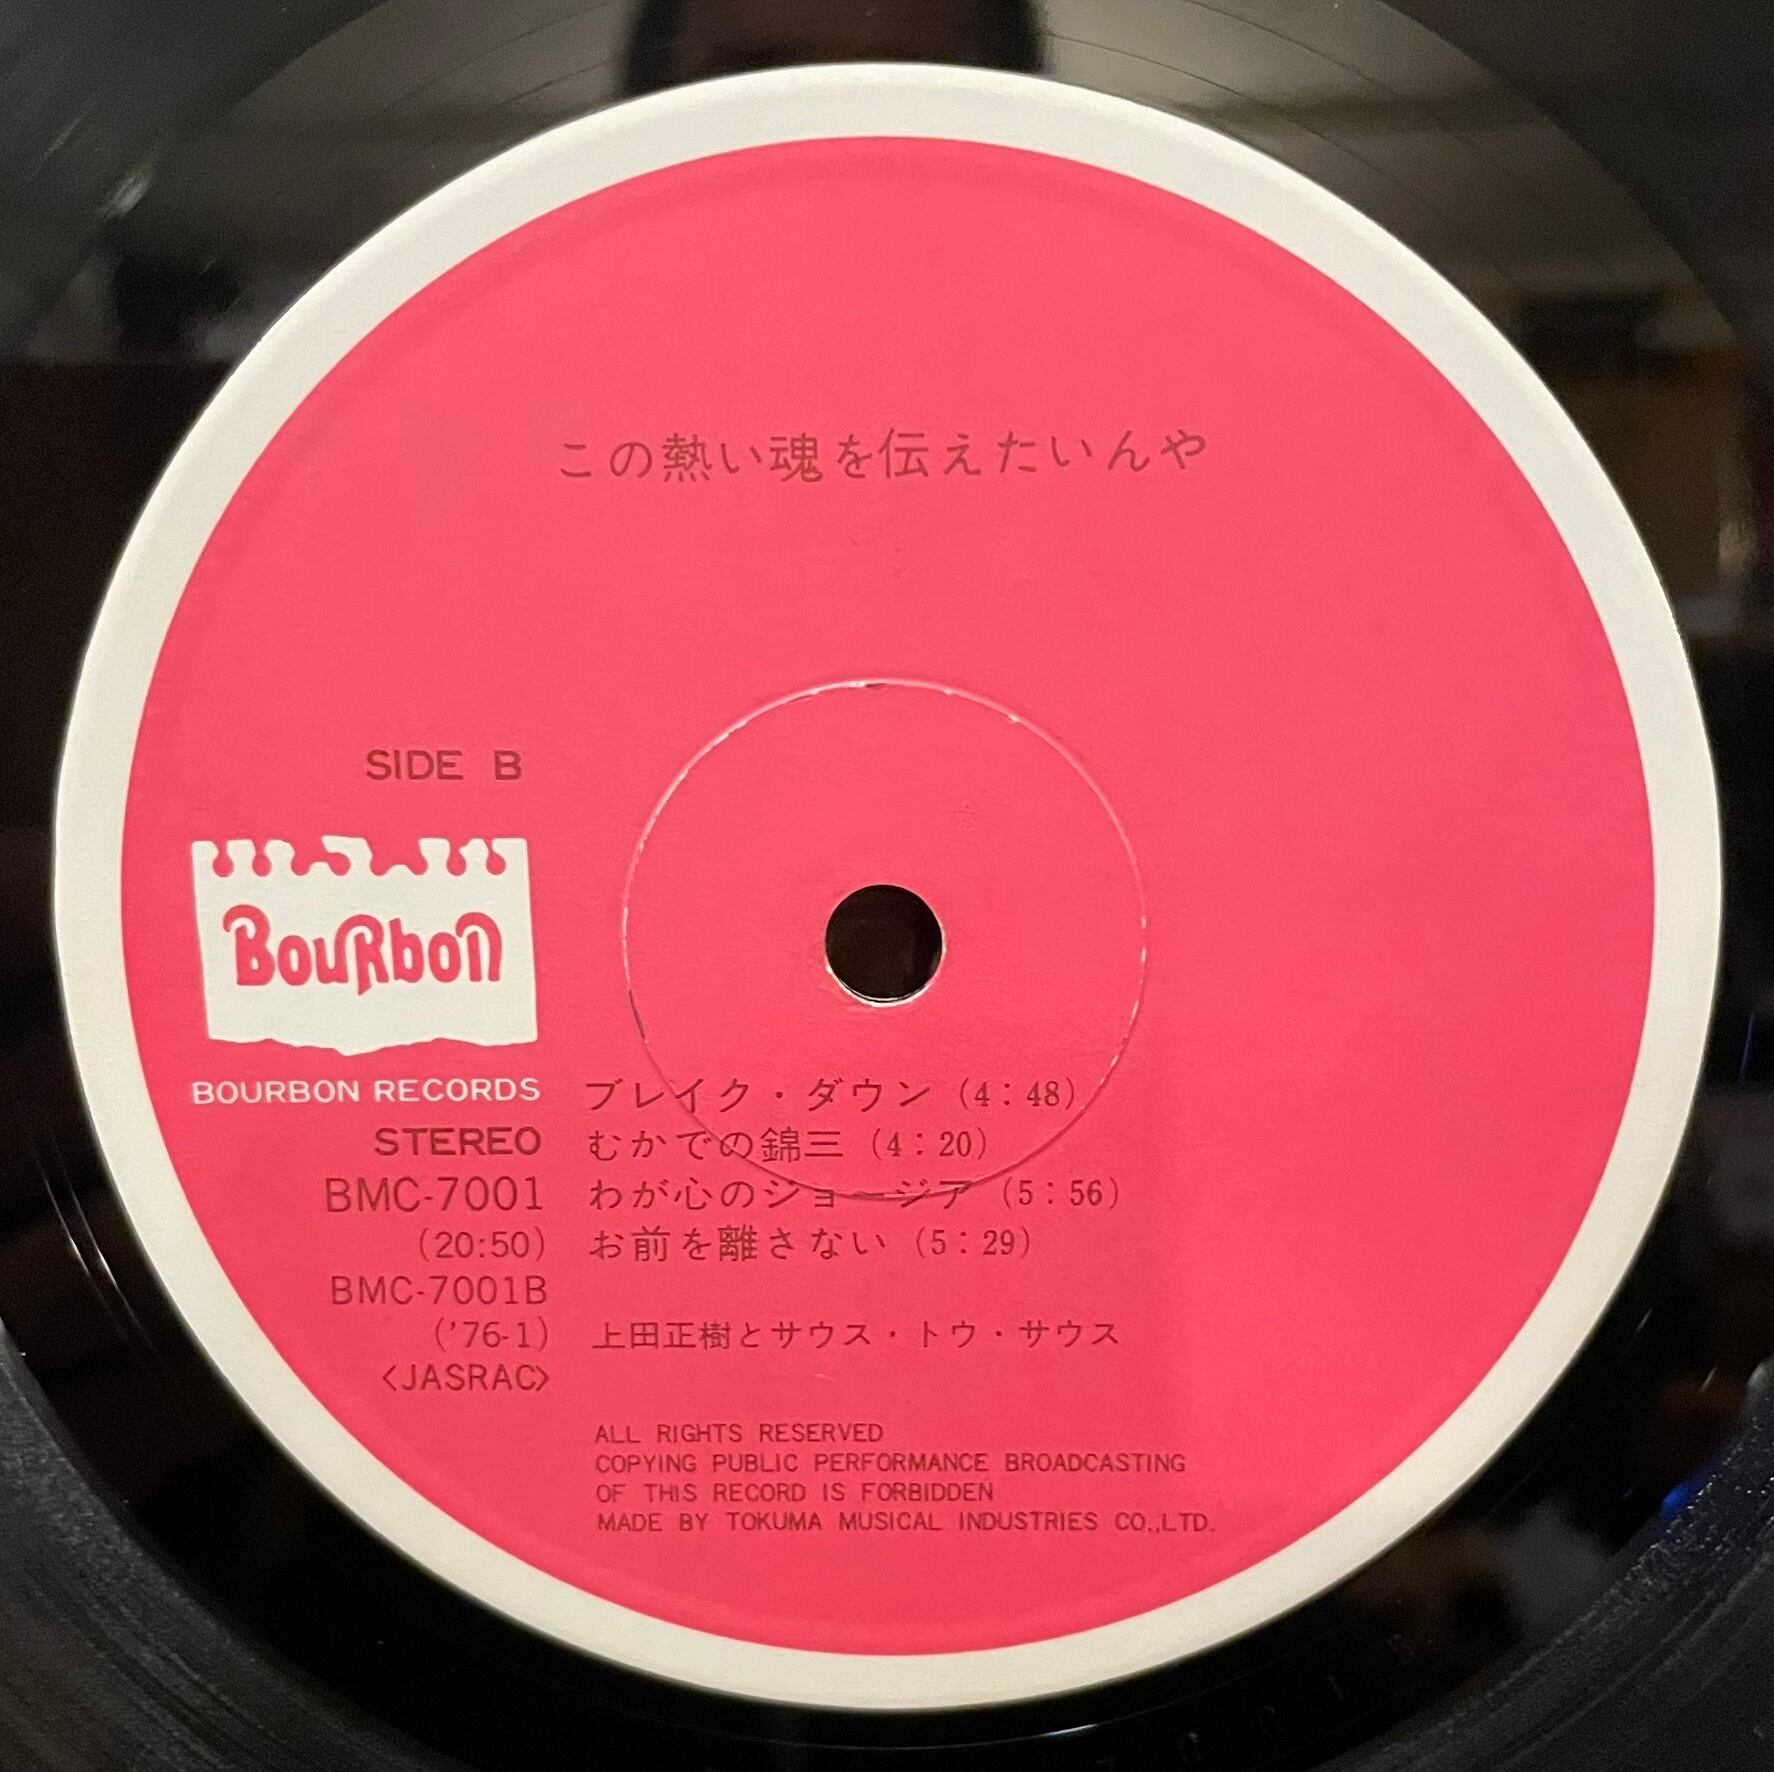 この熱い魂を伝えたいんや
SIDE B
BouRbon
BOURBON RECORDS
STEREO
BMC-7001
(20:50)
BMC-7001B
('76-1)
<JASRAC>
ブレイク・ダウン (4:48)
むかでの錦三 (4:20)
わが心のジョージア (5:56)
お前を離さない (5:29)
上田正樹とサウス・トウ・サウス
ALL RIGHTS RESERVED
COPYING PUBLIC PERFORMANCE BROADCASTING
OF THIS RECORD IS FORBIDDEN
MADE BY TOKUMA MUSICAL INDUSTRIES CO.,LTD.